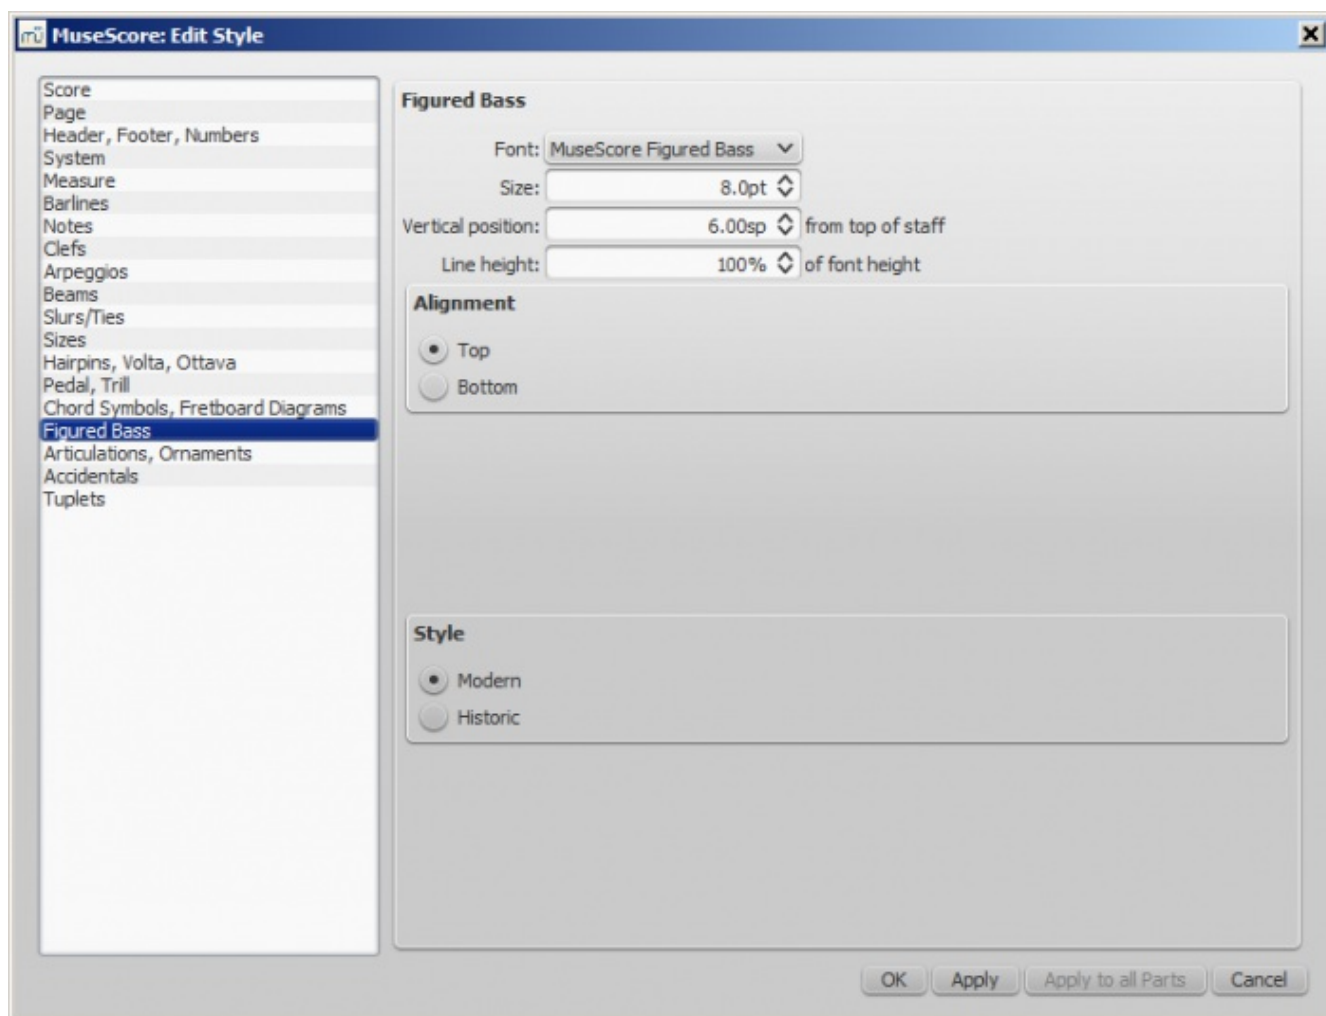 mü MuseScore: Edit Style
Score
Page
Header, Footer, Numbers
System
Measure
Barlines
Notes
Clefs
Arpeggios
Beams
Slurs/Ties
Sizes
Hairpins, Volta, Ottava
Pedal, Trill
Chord Symbols, Fretboard Diagrams
Figured Bass
Articulations, Ornaments
Accidentals
Tuplets
Figured Bass
Font: MuseScore Figured Bass
Size: 8.0pt
Vertical position: 6.00sp from top of staff
Line height: 100% of font height
Alignment
Top
Bottom
Style
Modern
Historic
OK Apply Apply to all Parts Cancel